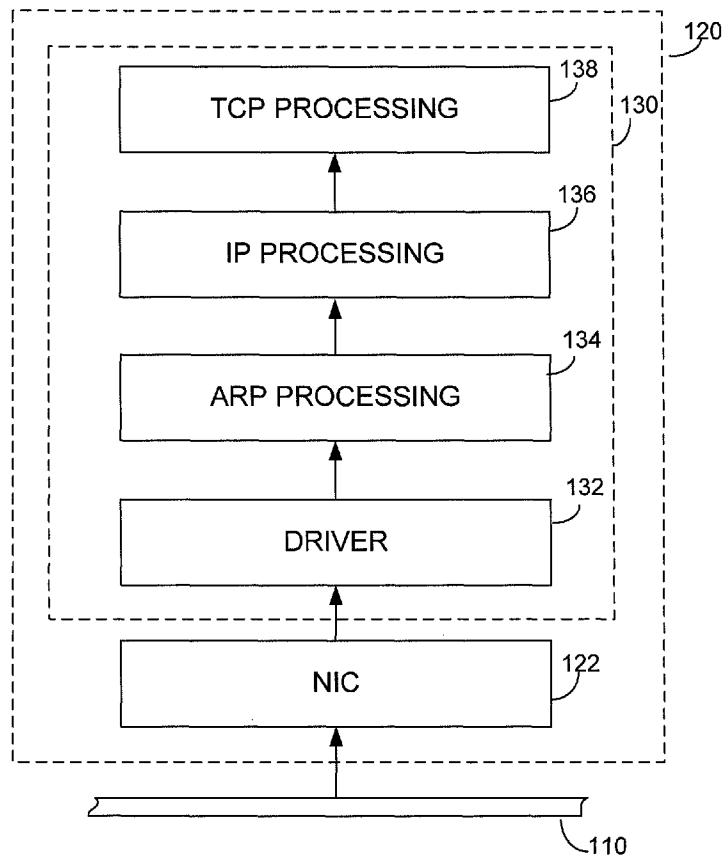 120
138
TCP PROCESSING
130
136
IP PROCESSING
134
ARP PROCESSING
132
DRIVER
122
NIC
110